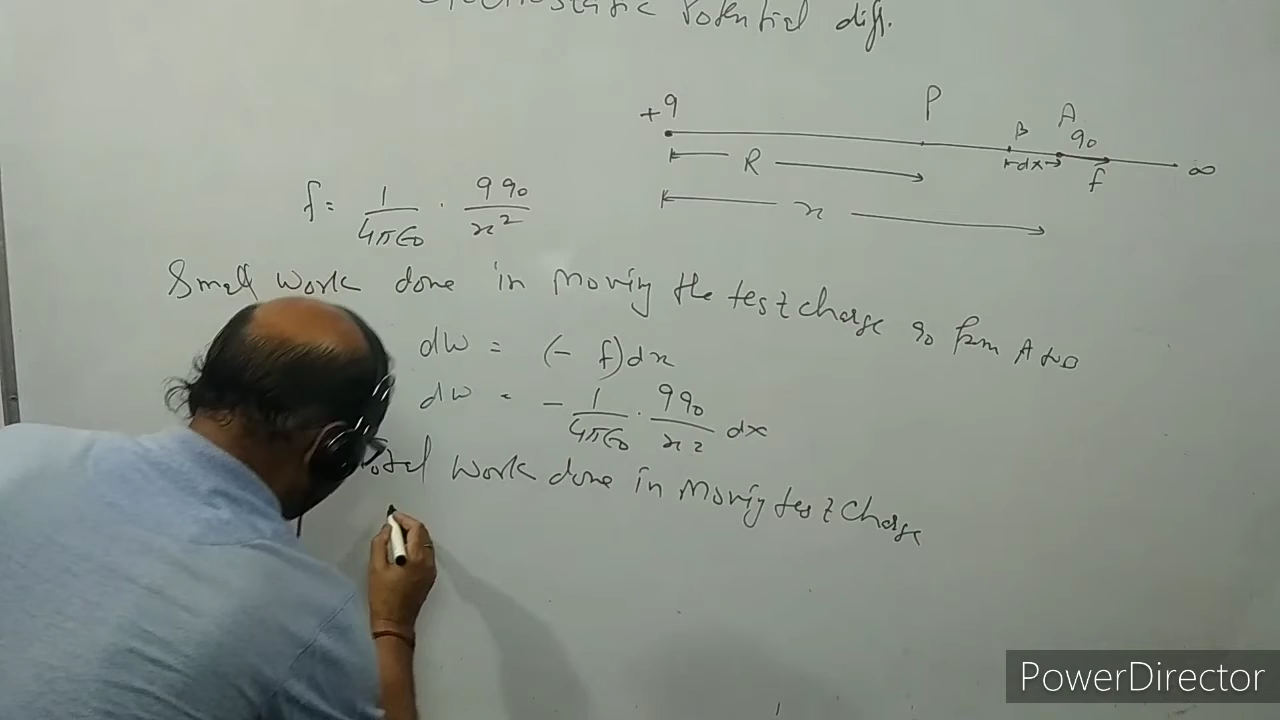 Electrostatic Potential diff.
+q P B A q0 ∞
dx f
R
x
f = 1/4πϵ0 · qq0/x²
Small work done in moving the test charge q0 from A to B
dw = (- f)dx
dw = - 1/4πϵ0 · qq0/x² dx
Total work done in moving test charge
PowerDirector